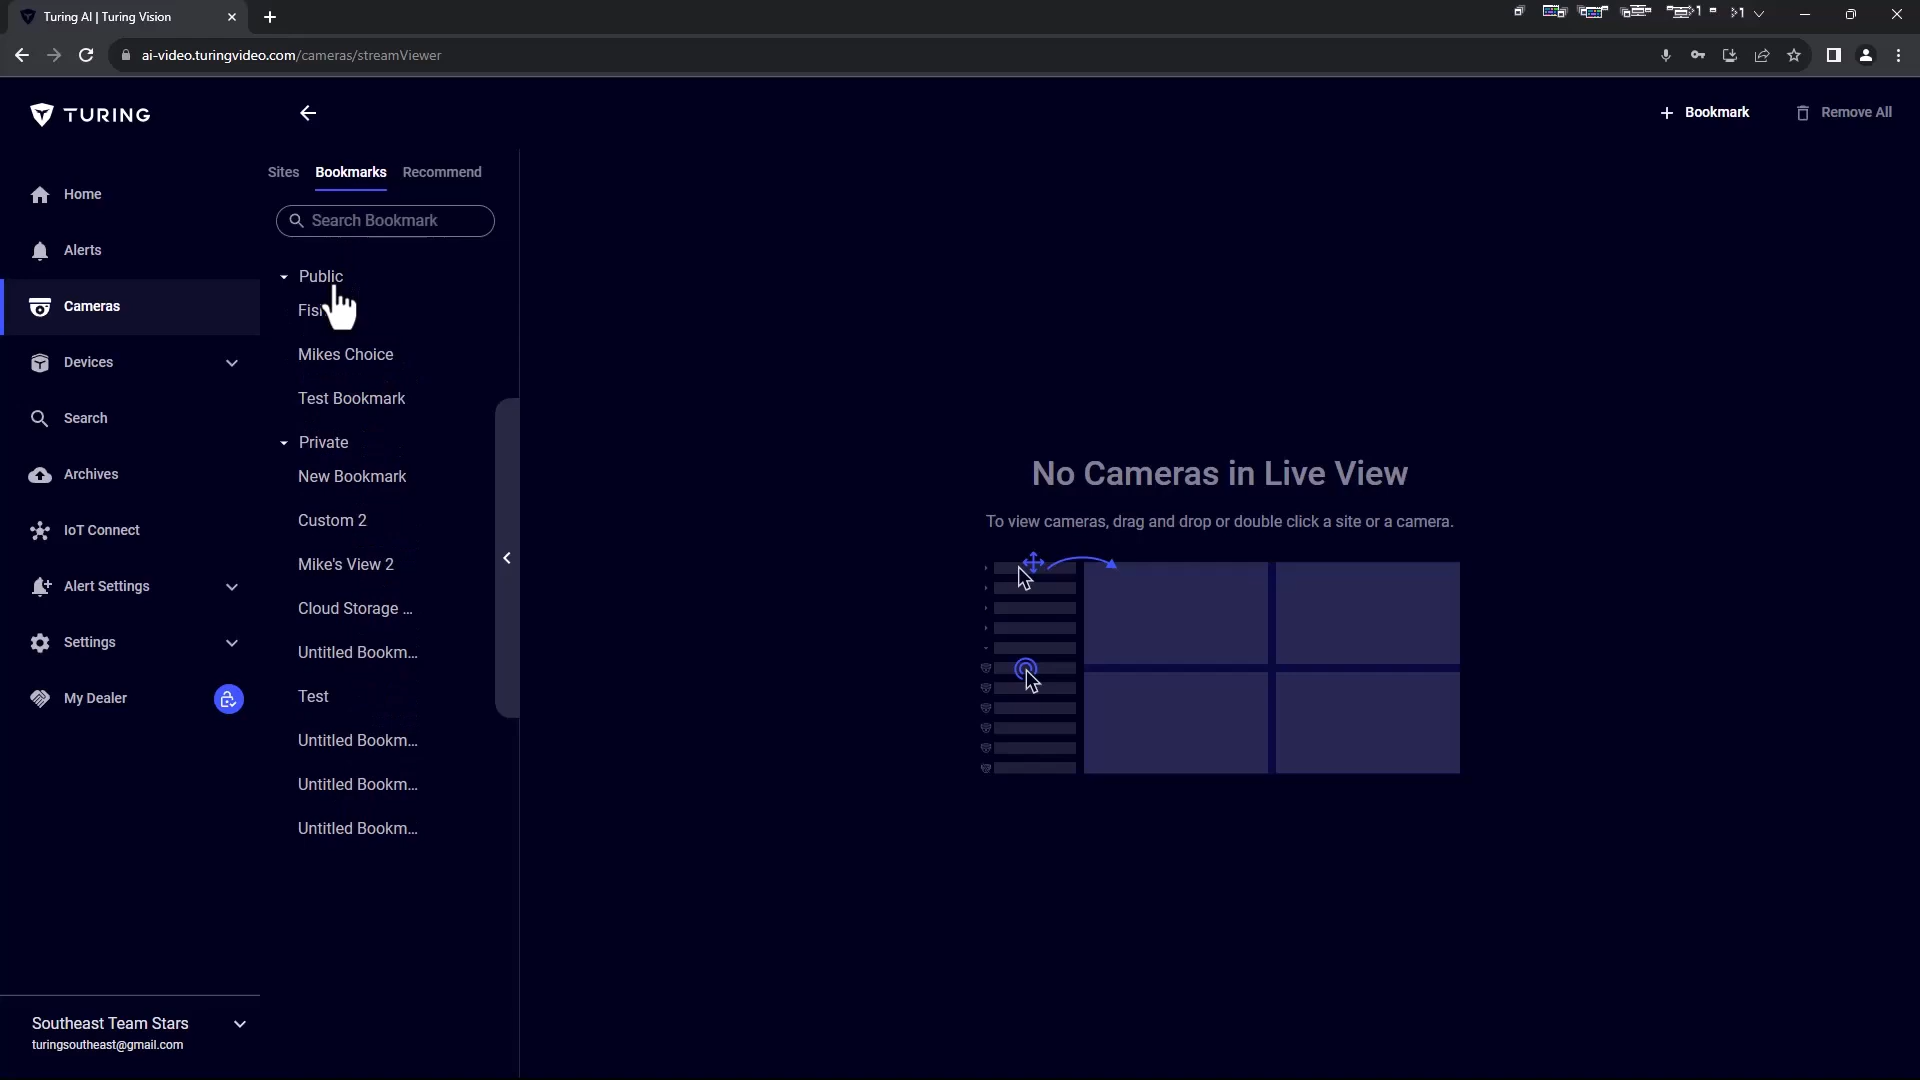 Turing AI | Turing Vision
ai-video.turingvideo.com/cameras/streamViewer
TURING
Bookmark
Remove All
Home
Alerts
Cameras
Devices
Search
Archives
IoT Connect
Alert Settings
Settings
My Dealer
Southeast Team Stars
turingsoutheast@gmail.com
Sites Bookmarks Recommend
Search Bookmark
Public
Mikes Choice
Test Bookmark
Private
New Bookmark
Custom 2
Mike's View 2
Cloud Storage ...
Untitled Bookm...
Test
Untitled Bookm...
Untitled Bookm...
Untitled Bookm...
No Cameras in Live View
To view cameras, drag and drop or double click a site or a camera.